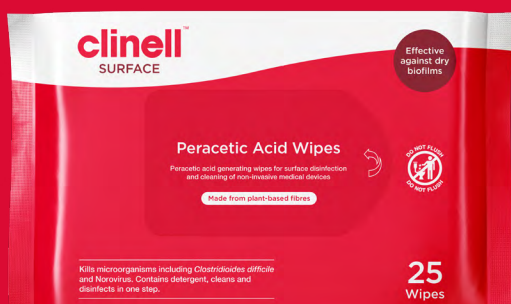 clinell™
SURFACE
Effective
against dry
biofilms
Peracetic Acid Wipes
Peracetic acid generating wipes for surface disinfection
and cleaning of non-invasive medical devices
Made from plant-based fibres
DO NOT FLUSH
DO NOT FLUSH
Kills microorganisms including Clostridioides difficile
and Norovirus. Contains detergent, cleans and
disinfects in one step.
25
Wipes